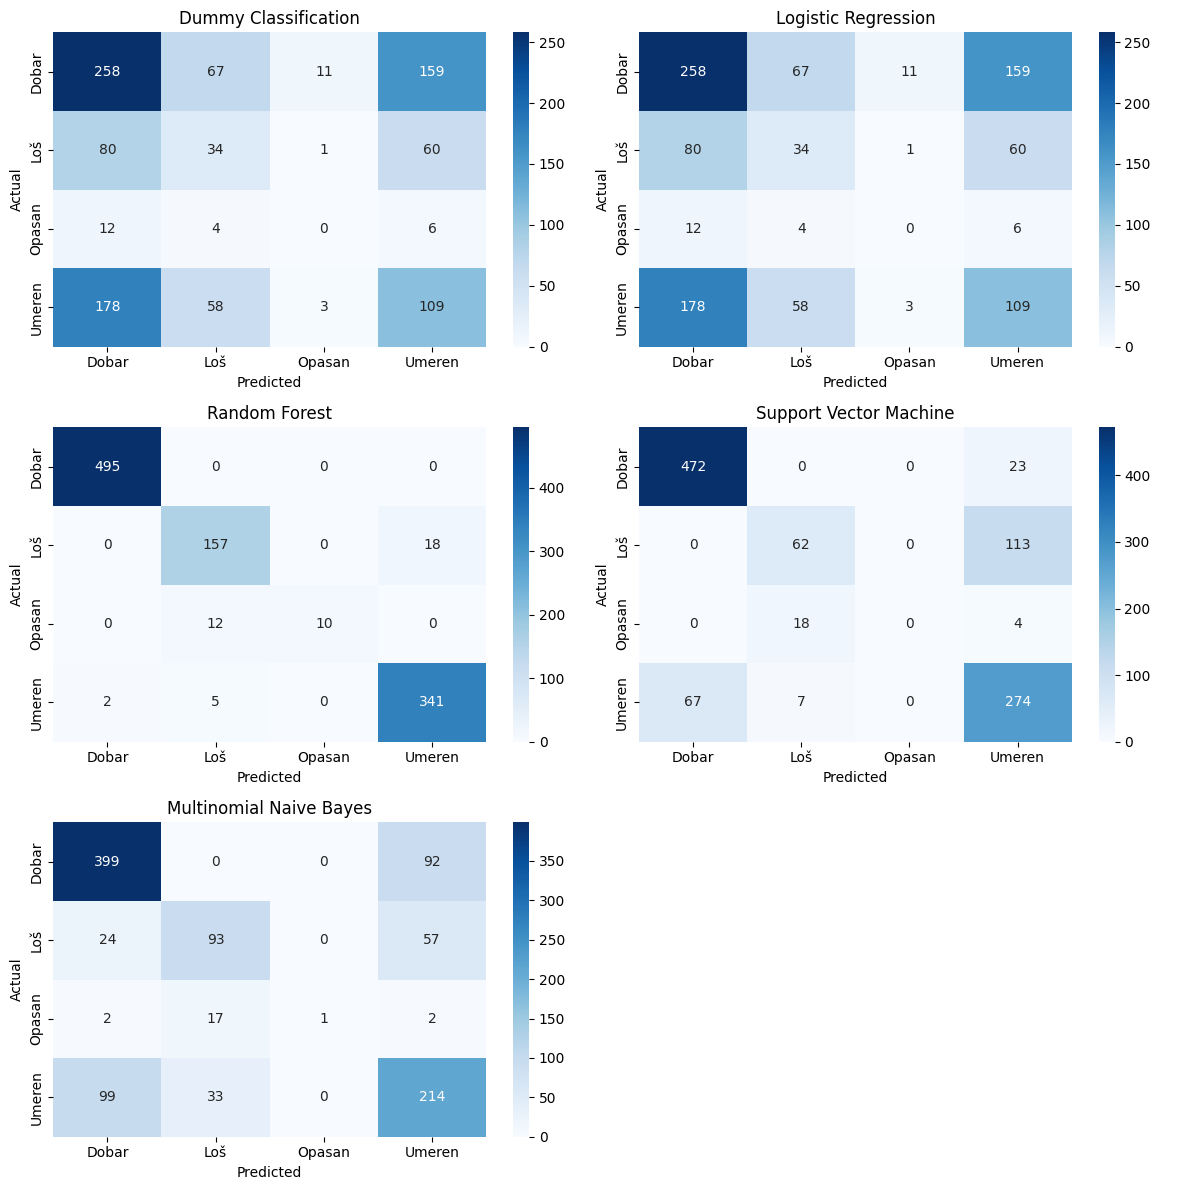 Dummy Classification
Dobar 258 67 11 159
Loš 80 34 1 60
Opasan 12 4 0 6
Umeren 178 58 3 109
Dobar Loš Opasan Umeren
Predicted
Actual
250
200
150
100
50
0
Logistic Regression
Dobar 258 67 11 159
Loš 80 34 1 60
Opasan 12 4 0 6
Umeren 178 58 3 109
Dobar Loš Opasan Umeren
Predicted
Actual
250
200
150
100
50
0
Random Forest
Dobar 495 0 0 0
Loš 0 157 0 18
Opasan 0 12 10 0
Umeren 2 5 0 341
Dobar Loš Opasan Umeren
Predicted
Actual
400
300
200
100
0
Support Vector Machine
Dobar 472 0 0 23
Loš 0 62 0 113
Opasan 0 18 0 4
Umeren 67 7 0 274
Dobar Loš Opasan Umeren
Predicted
Actual
400
300
200
100
0
Multinomial Naive Bayes
Dobar 399 0 0 92
Loš 24 93 0 57
Opasan 2 17 1 2
Umeren 99 33 0 214
Dobar Loš Opasan Umeren
Predicted
Actual
350
300
250
200
150
100
50
0